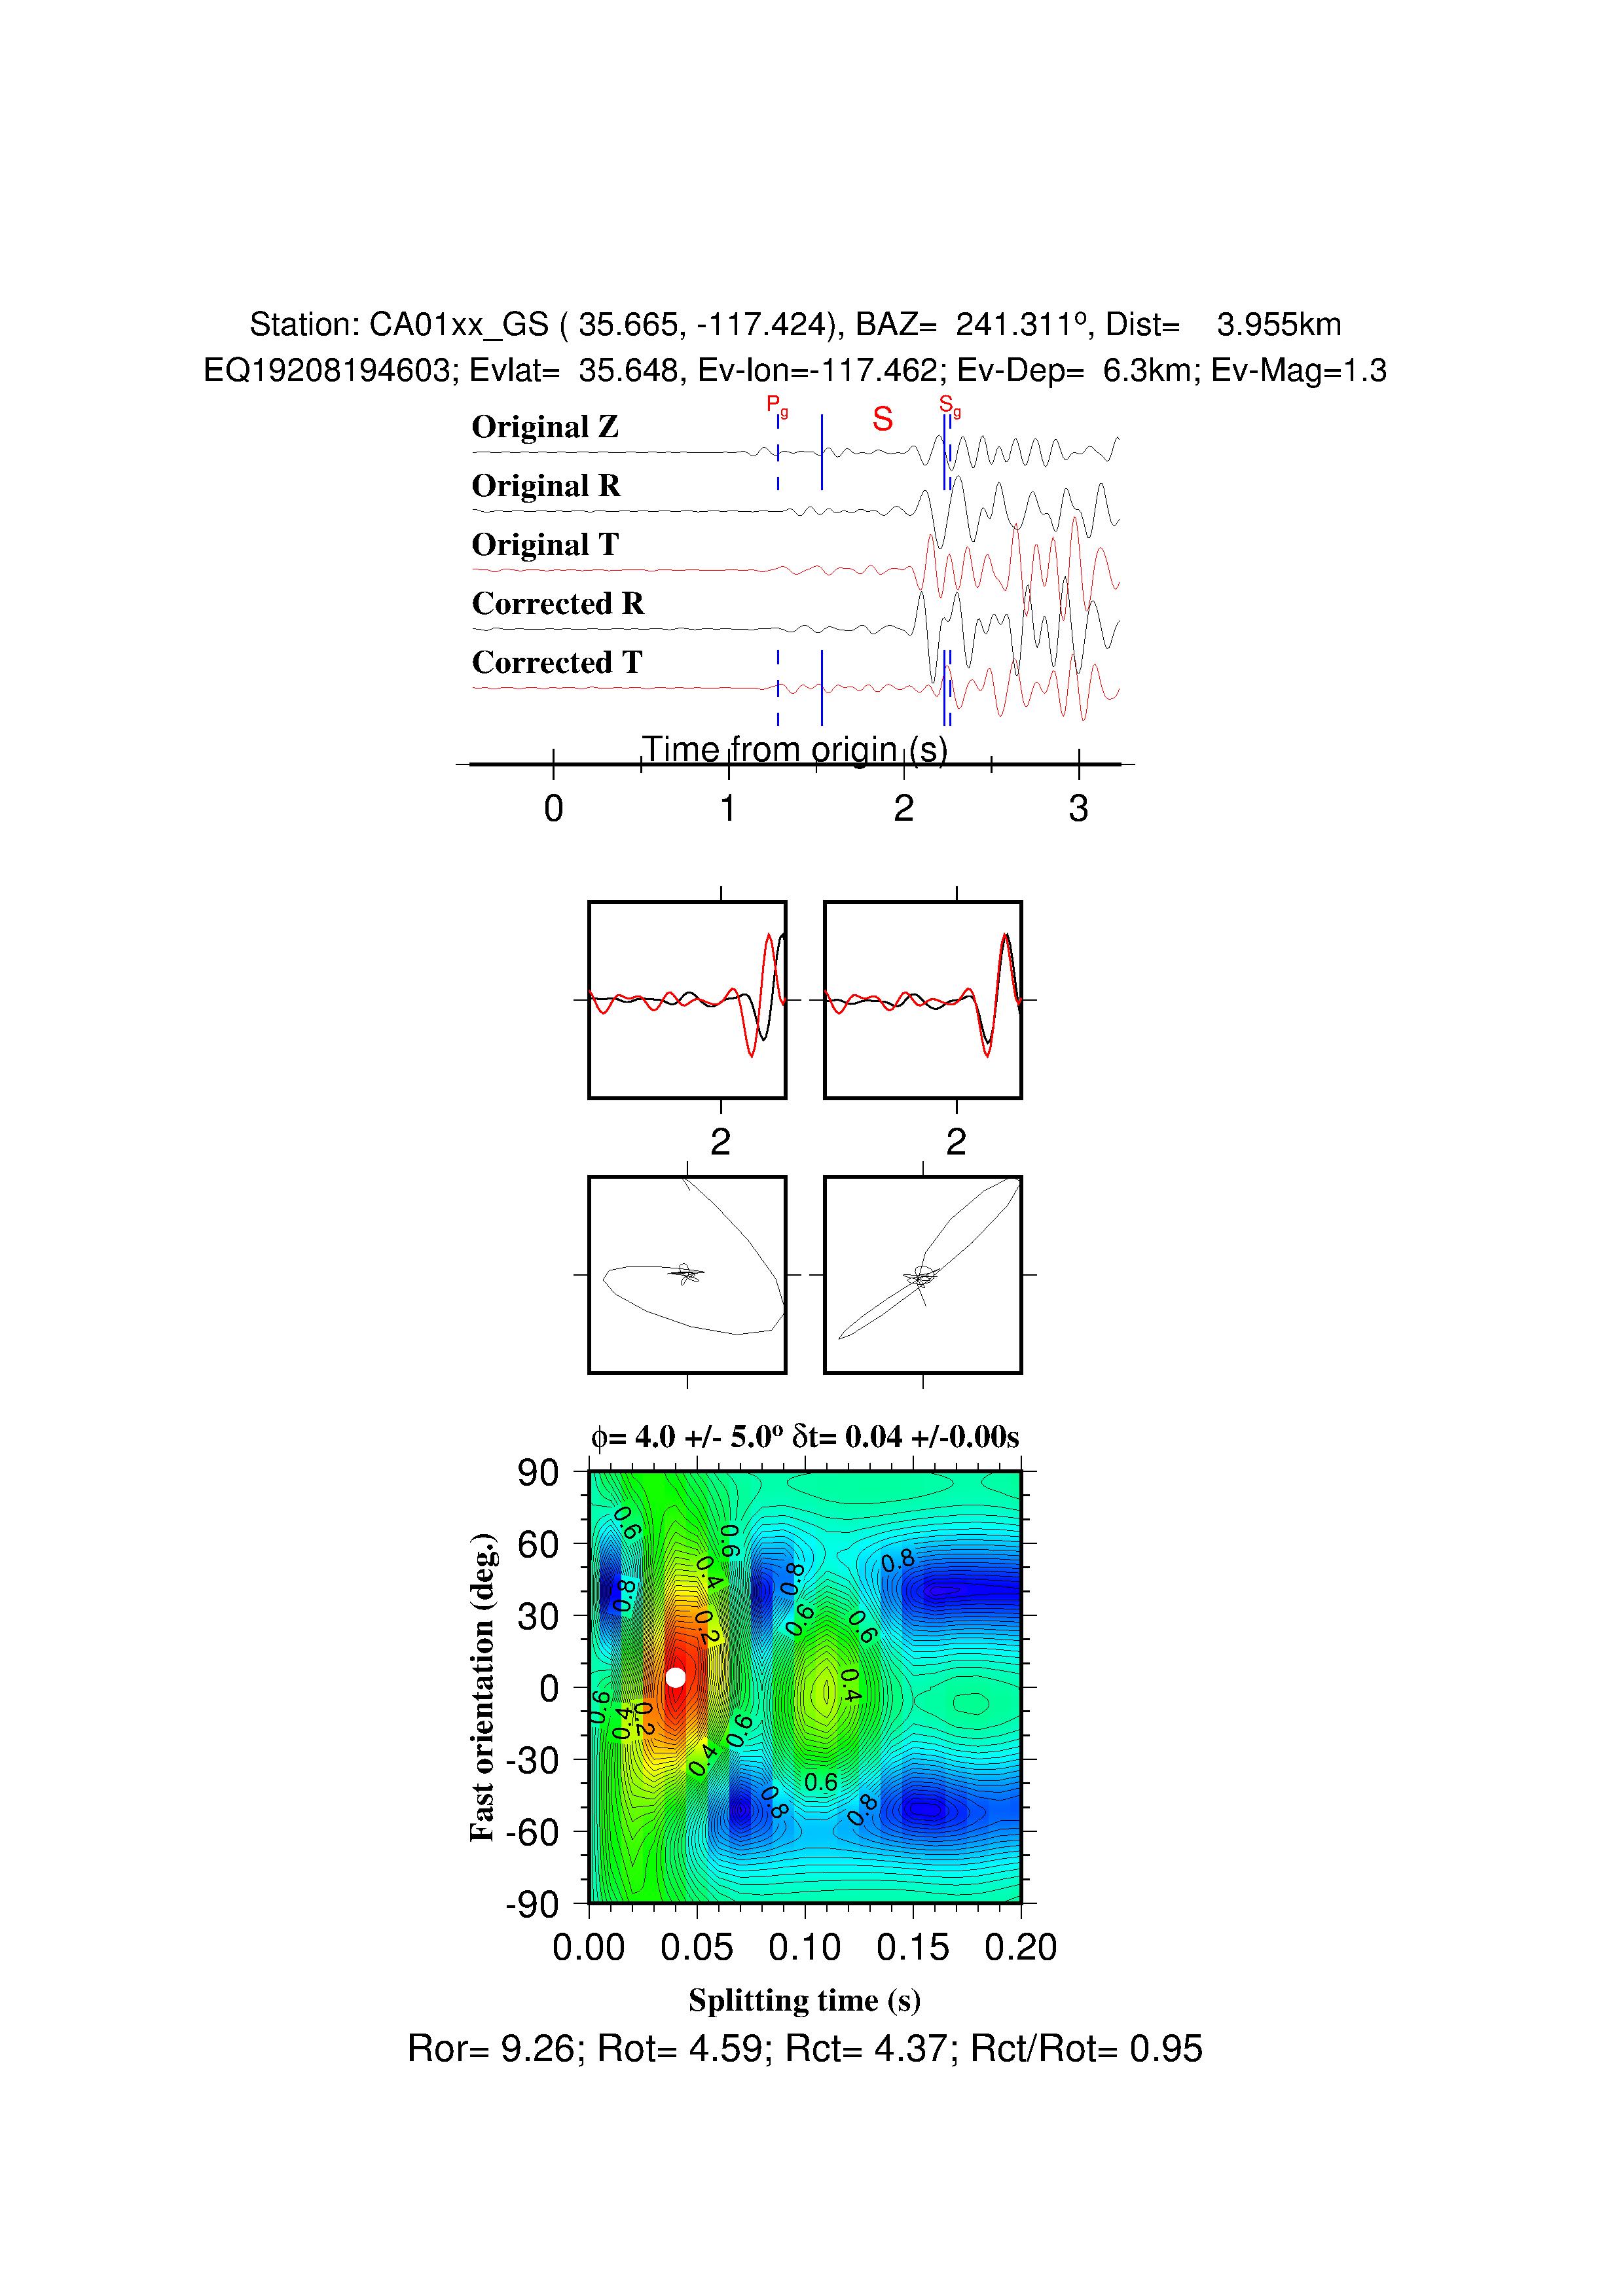 Station: CA01xx_GS ( 35.665, -117.424), BAZ= 241.311º, Dist= 3.955km
EQ19208194603; Evlat= 35.648, Ev-lon=-117.462; Ev-Dep= 6.3km; Ev-Mag=1.3
Pg S Sg
Original Z
Original R
Original T
Corrected R
Corrected T
Time from origin (s)
0 1 2 3
2 2
ϕ= 4.0 +/- 5.0º δt= 0.04 +/-0.00s
Fast orientation (deg.)
90
60
30
0
-30
-60
-90
0.6 0.6
0.4 0.8 0.8
0.8
0.2 0.6 0.6
0.4
0.6 0.4 0.2 0.6
0.4 0.6
0.8 0.8
0.00 0.05 0.10 0.15 0.20
Splitting time (s)
Ror= 9.26; Rot= 4.59; Rct= 4.37; Rct/Rot= 0.95